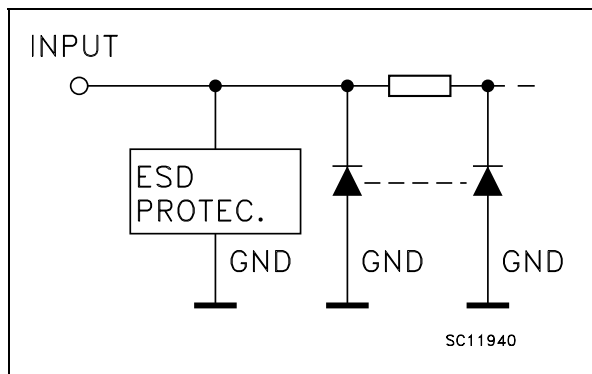 INPUT
ESD
PROTEC.
GND
GND
GND
SC11940